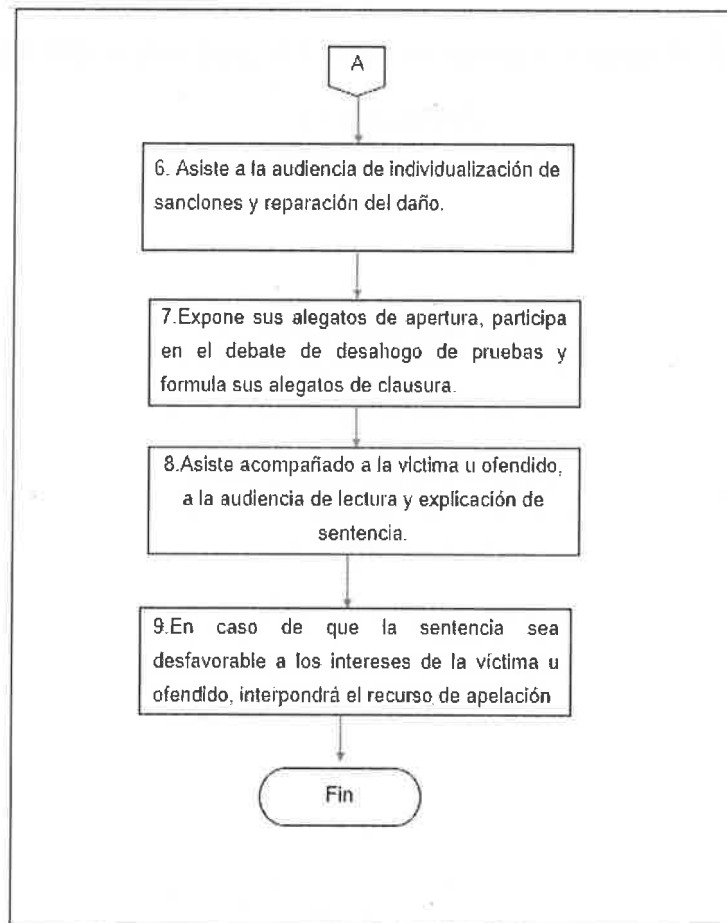 A
6. Asiste a la audiencia de individualización de
sanciones y reparación del daño.
7.Expone sus alegatos de apertura, participa
en el debate de desahogo de pruebas y
formula sus alegatos de clausura.
8.Asiste acompañado a la victima u ofendido,
a la audiencia de lectura y explicación de
sentencia.
9.En caso de que la sentencia sea
desfavorable a los intereses de la víctima u
ofendido, interpondrá el recurso de apelación
Fin